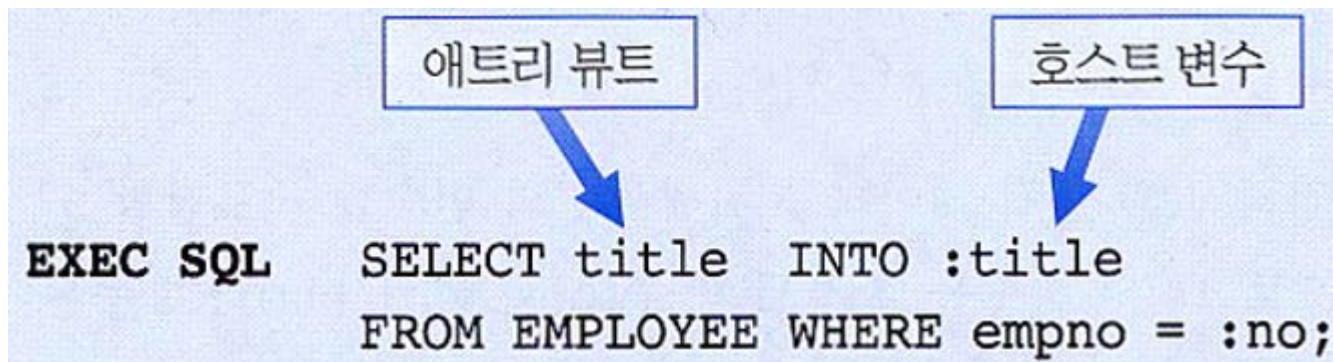 애트리 뷰트
호스트 변수
EXEC SQL SELECT title INTO :title
FROM EMPLOYEE WHERE empno = :no;